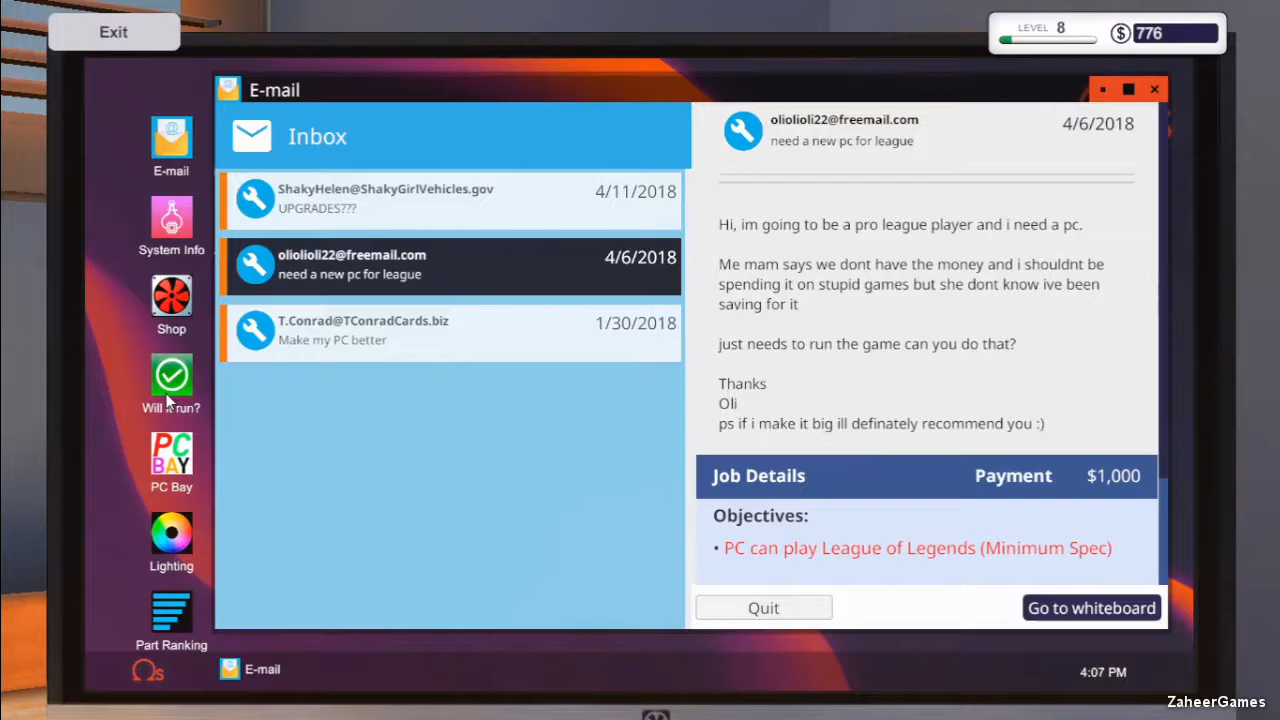 Exit
LEVEL 8
$ 776
E-mail
Inbox
ShakyHelen@ShakyGirlVehicles.gov
4/11/2018
UPGRADES???
oliolioli22@freemail.com
4/6/2018
need a new pc for league
T.Conrad@TConradCards.biz
1/30/2018
Make my PC better
oliolioli22@freemail.com
4/6/2018
need a new pc for league
Hi, im going to be a pro league player and i need a pc.
Me mam says we dont have the money and i shouldnt be
spending it on stupid games but she dont know ive been
saving for it
just needs to run the game can you do that?
Thanks
Oli
ps if i make it big ill definately recommend you :)
Job Details
Payment $1,000
Objectives:
• PC can play League of Legends (Minimum Spec)
Quit
Go to whiteboard
E-mail
System Info
Shop
Will it run?
PC
BAY
PC Bay
Lighting
Part Ranking
Ωs
E-mail
4:07 PM
ZaheerGames